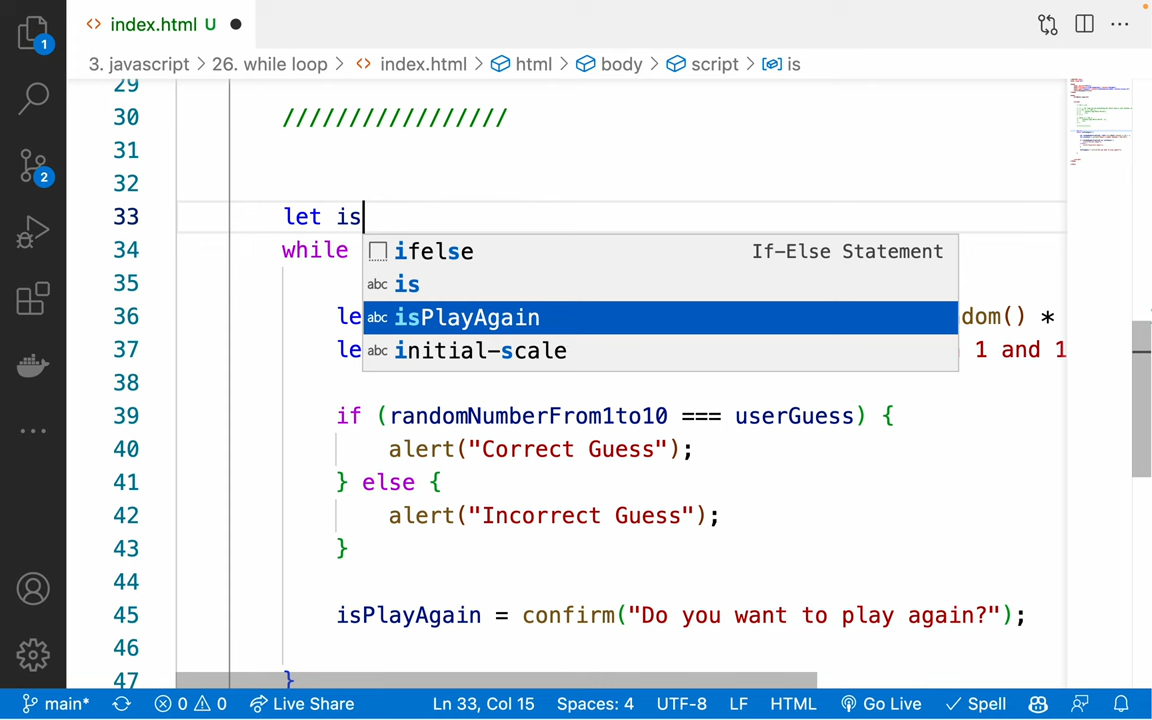 index.html U
3. javascript > 26. while loop > index.html > html > body > script > is
29
30 /////////////////
31
32
33 let is
34 while
ifelse If-Else Statement
is
isPlayAgain
initial-scale
35
36 le dom() *
37 le 1 and 1
38
39 if (randomNumberFrom1to10 === userGuess) {
40 alert("Correct Guess");
41 } else {
42 alert("Incorrect Guess");
43 }
44
45 isPlayAgain = confirm("Do you want to play again?");
46
47 }
1
2
main* 0 0 Live Share Ln 33, Col 15 Spaces: 4 UTF-8 LF HTML Go Live Spell